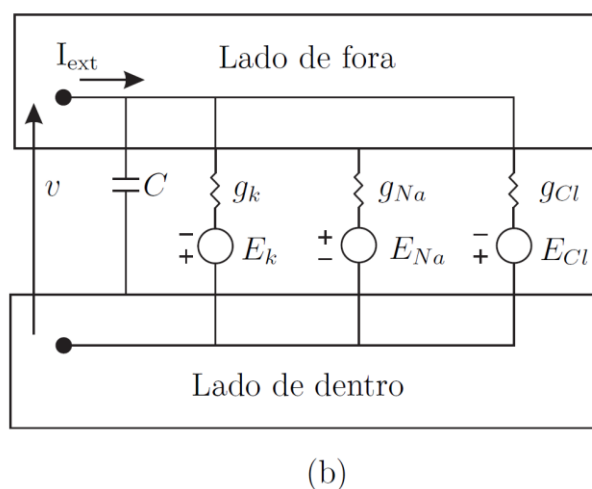 I_ext
Lado de fora
v
C
g_k
g_Na
g_Cl
− + E_k
+ − E_Na
− + E_Cl
Lado de dentro
(b)